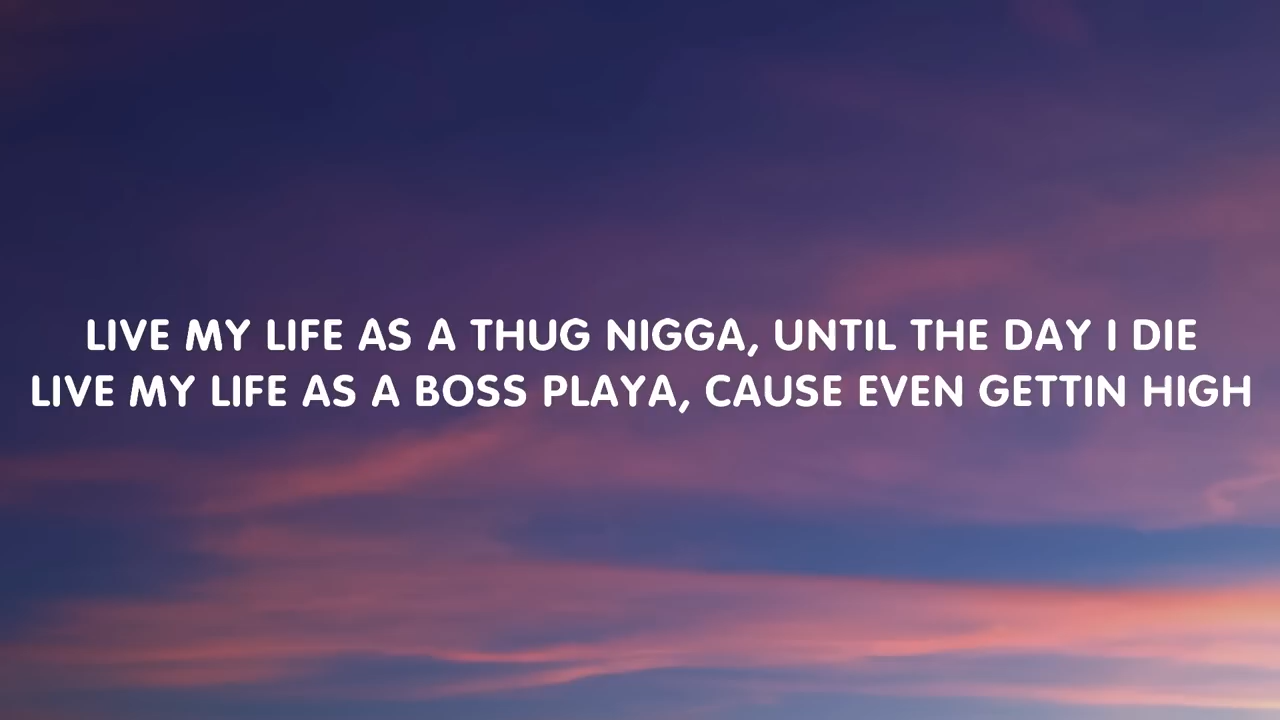 LIVE MY LIFE AS A THUG NIGGA, UNTIL THE DAY I DIE
LIVE MY LIFE AS A BOSS PLAYA, CAUSE EVEN GETTIN HIGH